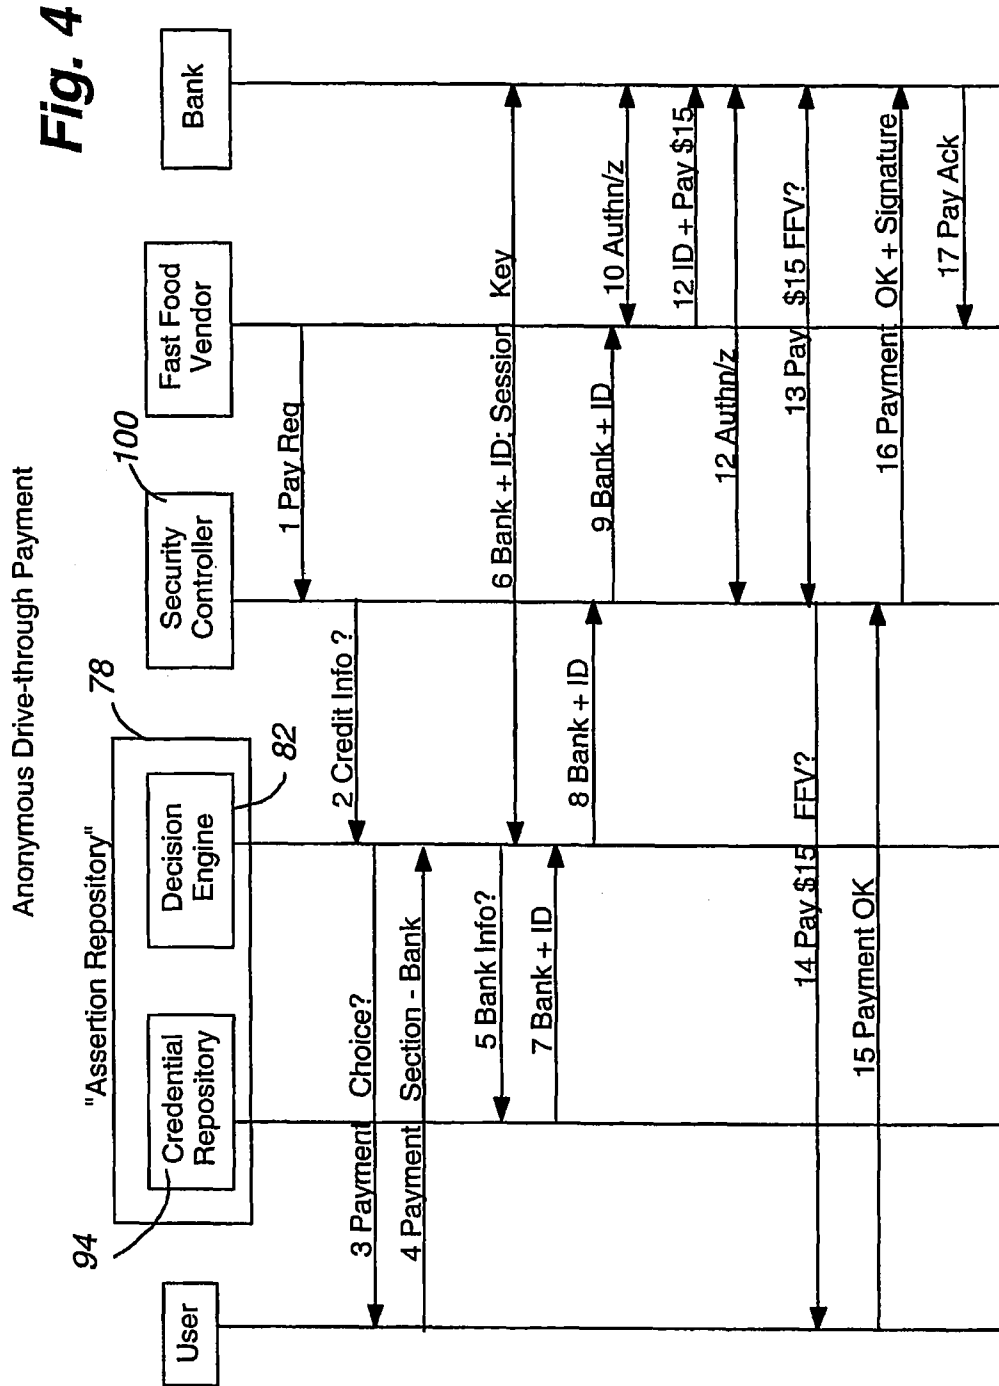 Anonymous Drive-through Payment
Fig. 4
"Assertion Repository"
78
94
82
100
User
Credential
Repository
Decision
Engine
Security
Controller
Fast Food
Vendor
Bank
1 Pay Req
2 Credit Info ?
3 Payment Choice?
4 Payment Section - Bank
5 Bank Info?
6 Bank + ID; Session Key
7 Bank + ID
8 Bank + ID
9 Bank + ID
10 Authn/z
12 ID + Pay $15
12 Authn/z
13 Pay $15 FFV?
14 Pay $15 FFV?
15 Payment OK
16 Payment OK + Signature
17 Pay Ack